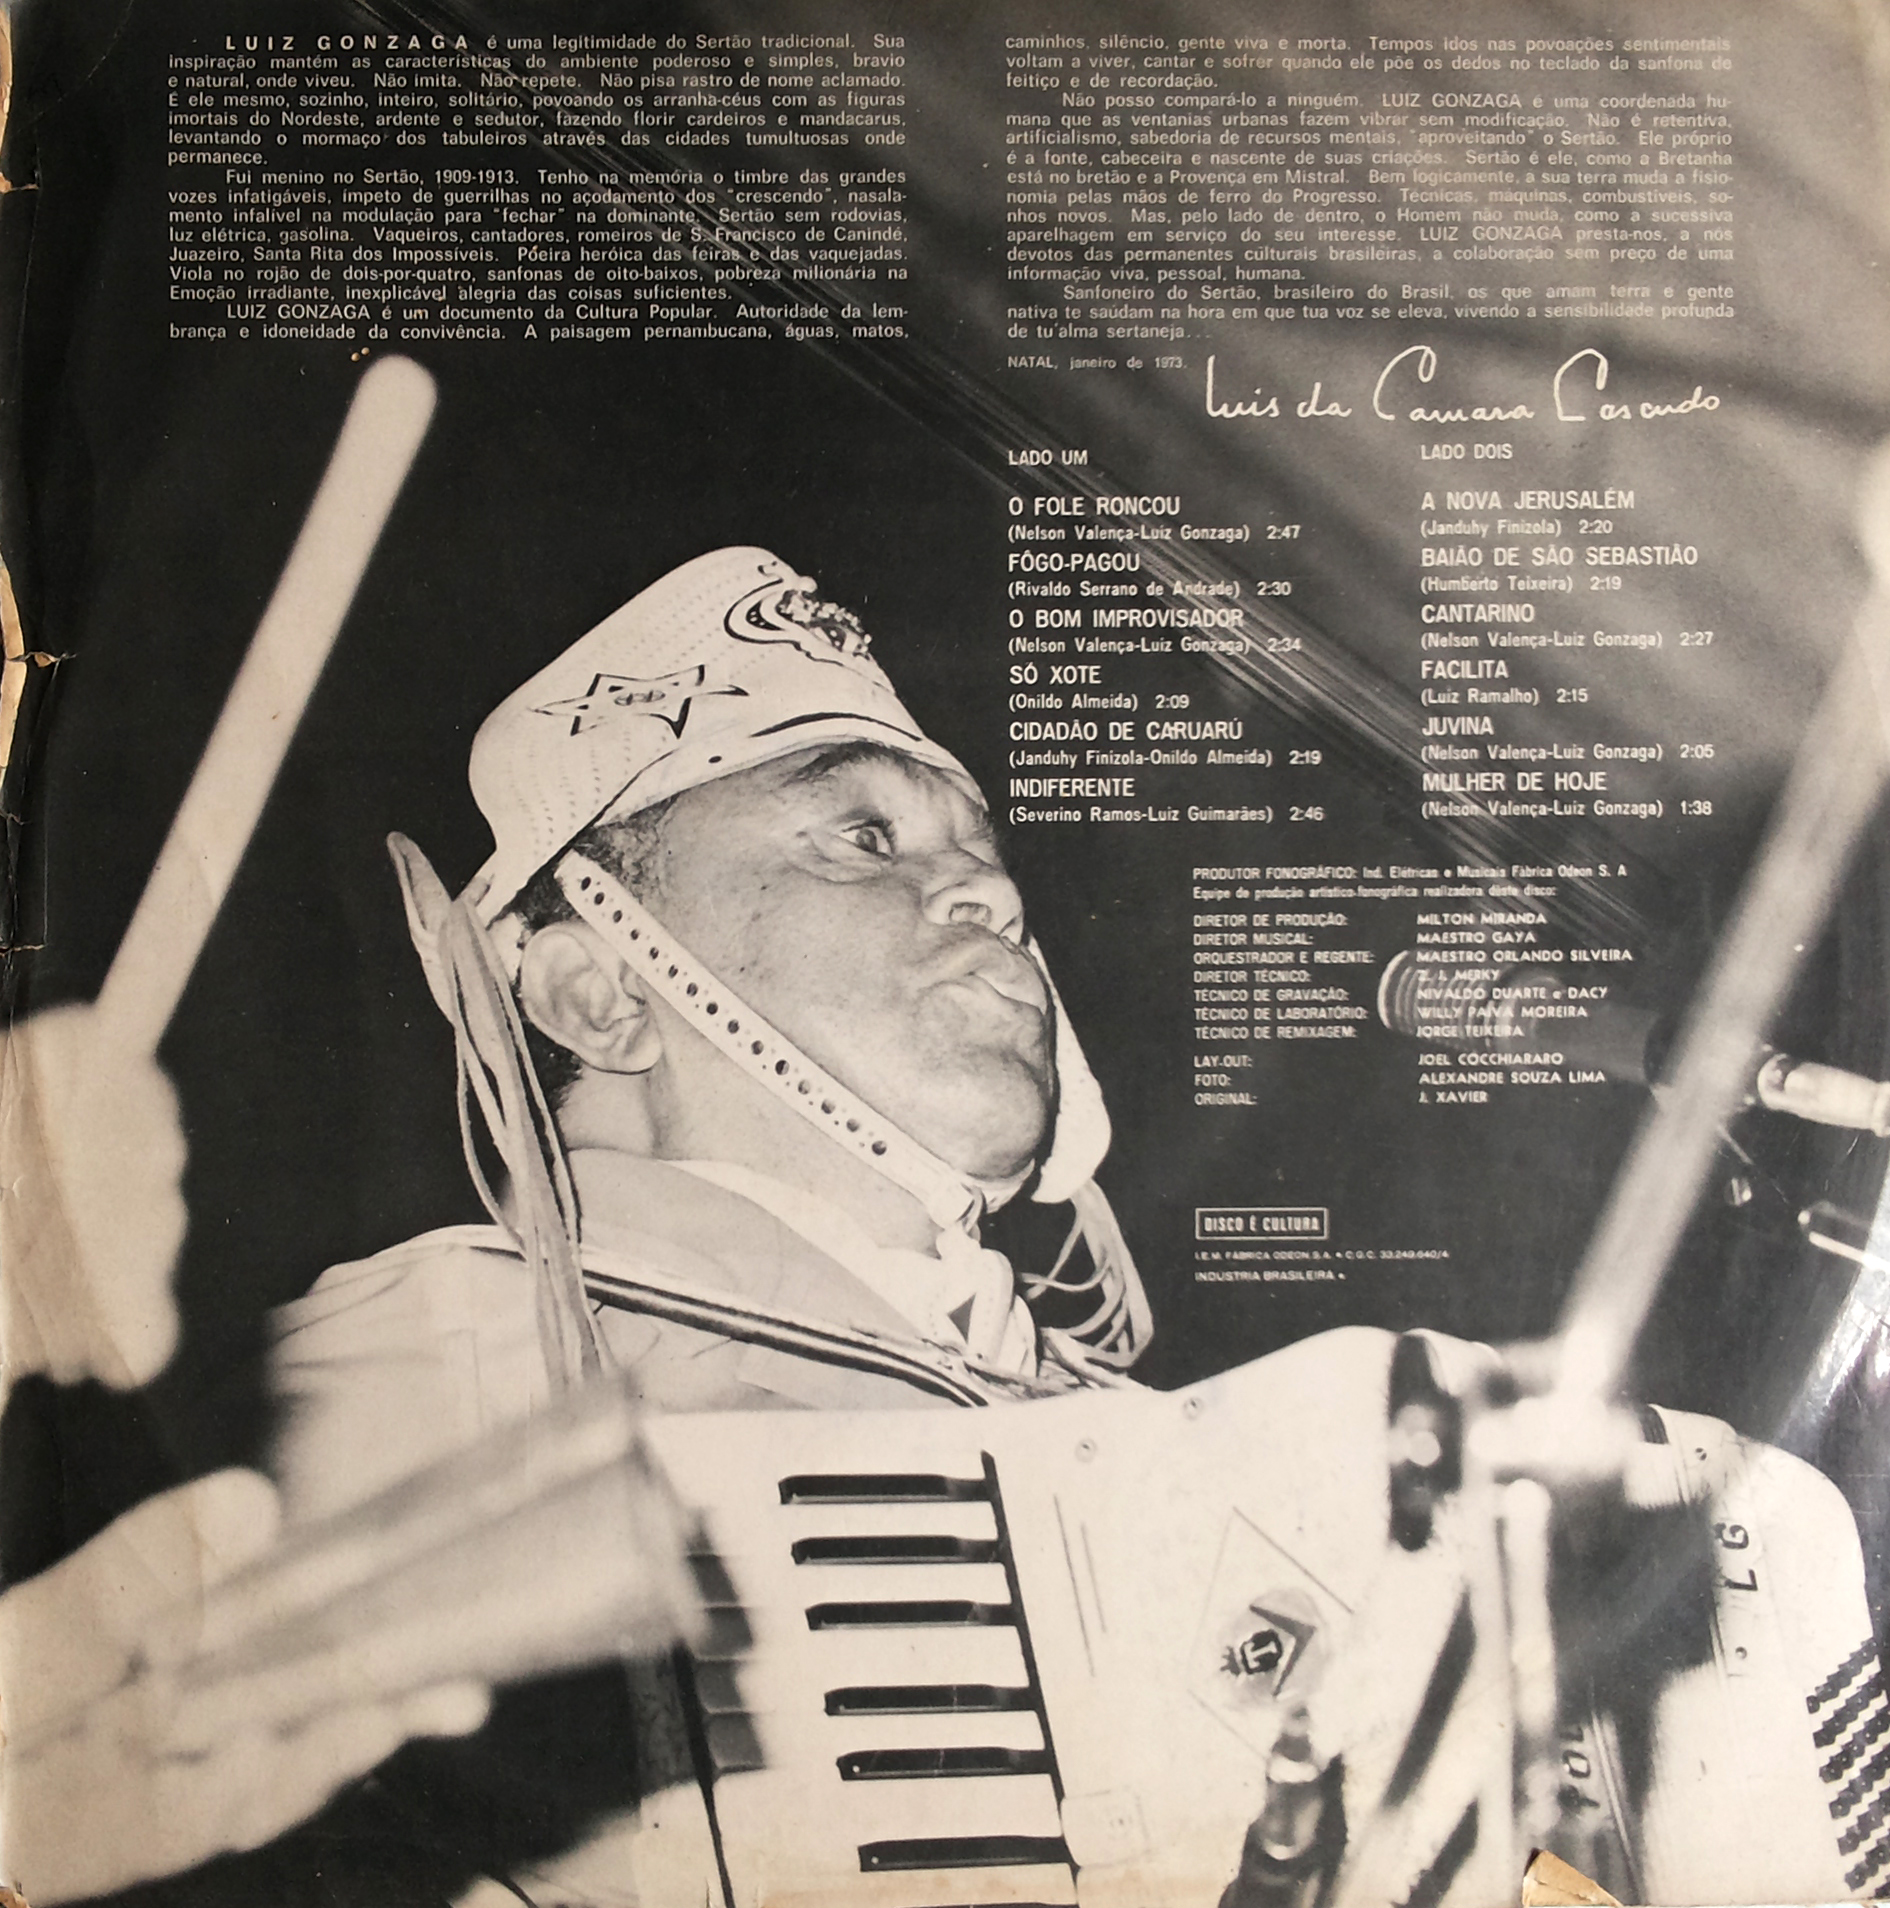 LUIZ GONZAGA é uma legitimidade do Sertão tradicional. Sua
inspiração mantém as características do ambiente poderoso e simples, bravio
e natural, onde viveu. Não imita. Não repete. Não pisa rastro de nome aclamado.
É ele mesmo, sozinho, inteiro, solitário, povoando os arranha-céus com as figuras
imortais do Nordeste, ardente e sedutor, fazendo florir cardeiros e mandacarus,
levantando o mormaço dos tabuleiros através das cidades tumultuosas onde
permanece.
Fui menino no Sertão, 1909-1913. Tenho na memória o timbre das grandes
vozes infatigáveis, ímpeto de guerrilhas no açodamento dos "crescendo", nasala-
mento infalível na modulação para "fechar" na dominante. Sertão sem rodovias,
luz elétrica, gasolina. Vaqueiros, cantadores, romeiros de S. Francisco de Canindé,
Juazeiro, Santa Rita dos Impossíveis. Póeira heróica das feiras e das vaquejadas.
Viola no rojão de dois-por-quatro, sanfonas de oito-baixos, pobreza milionária na
Emoção irradiante, inexplicável alegria das coisas suficientes.
LUIZ GONZAGA é um documento da Cultura Popular. Autoridade da lem-
brança e idoneidade da convivência. A paisagem pernambucana, águas, matos,
caminhos, silêncio, gente viva e morta. Tempos idos nas povoações sentimentais
voltam a viver, cantar e sofrer quando ele põe os dedos no teclado da sanfona de
feitiço e de recordação.
Não posso compará-lo a ninguém. LUIZ GONZAGA é uma coordenada hu-
mana que as ventanias urbanas fazem vibrar sem modificação. Não é retentiva,
artificialismo, sabedoria de recursos mentais, "aproveitando" o Sertão. Ele próprio
é a fonte, cabeceira e nascente de suas criações. Sertão é ele, como a Bretanha
está no bretão e a Provença em Mistral. Bem logicamente, a sua terra muda a fisio-
nomia pelas mãos de ferro do Progresso. Técnicas, máquinas, combustíveis, so-
nhos novos. Mas, pelo lado de dentro, o Homem não muda, como a sucessiva
aparelhagem em serviço do seu interesse. LUIZ GONZAGA presta-nos, a nós
devotos das permanentes culturais brasileiras, a colaboração sem preço de uma
informação viva, pessoal, humana.
Sanfoneiro do Sertão, brasileiro do Brasil, os que amam terra e gente
nativa te saúdam na hora em que tua voz se eleva, vivendo a sensibilidade profunda
de tu'alma sertaneja...
NATAL, janeiro de 1973.
Luis da Camara Cascudo
LADO UM
O FOLE RONCOU
(Nelson Valença-Luiz Gonzaga) 2:47
FÔGO-PAGOU
(Rivaldo Serrano de Andrade) 2:30
O BOM IMPROVISADOR
(Nelson Valença-Luiz Gonzaga) 2:34
SÓ XOTE
(Onildo Almeida) 2:09
CIDADÃO DE CARUARÚ
(Janduhy Finizola-Onildo Almeida) 2:19
INDIFERENTE
(Severino Ramos-Luiz Guimarães) 2:46
LADO DOIS
A NOVA JERUSALÉM
(Janduhy Finizola) 2:20
BAIÃO DE SÃO SEBASTIÃO
(Humberto Teixeira) 2:19
CANTARINO
(Nelson Valença-Luiz Gonzaga) 2:27
FACILITA
(Luiz Ramalho) 2:15
JUVINA
(Nelson Valença-Luiz Gonzaga) 2:05
MULHER DE HOJE
(Nelson Valença-Luiz Gonzaga) 1:38
PRODUTOR FONOGRÁFICO: Ind. Elétricas e Musicais Fábrica Odeon S. A
Equipe de produção artístico-fonográfica realizadora dêste disco:
DIRETOR DE PRODUÇÃO: MILTON MIRANDA
DIRETOR MUSICAL: MAESTRO GAYA
ORQUESTRADOR E REGENTE: MAESTRO ORLANDO SILVEIRA
DIRETOR TÉCNICO: Z. J. MERKY
TÉCNICO DE GRAVAÇÃO: NIVALDO DUARTE e DACY
TÉCNICO DE LABORATÓRIO: WILLY PAIVA MOREIRA
TÉCNICO DE REMIXAGEM: JORGE TEIXEIRA
LAY-OUT: JOEL COCCHIARARO
FOTO: ALEXANDRE SOUZA LIMA
ORIGINAL: J. XAVIER
DISCO É CULTURA
I.E.M. FÁBRICA ODEON S.A. • C.G.C. 33.249.640/4
INDÚSTRIA BRASILEIRA •